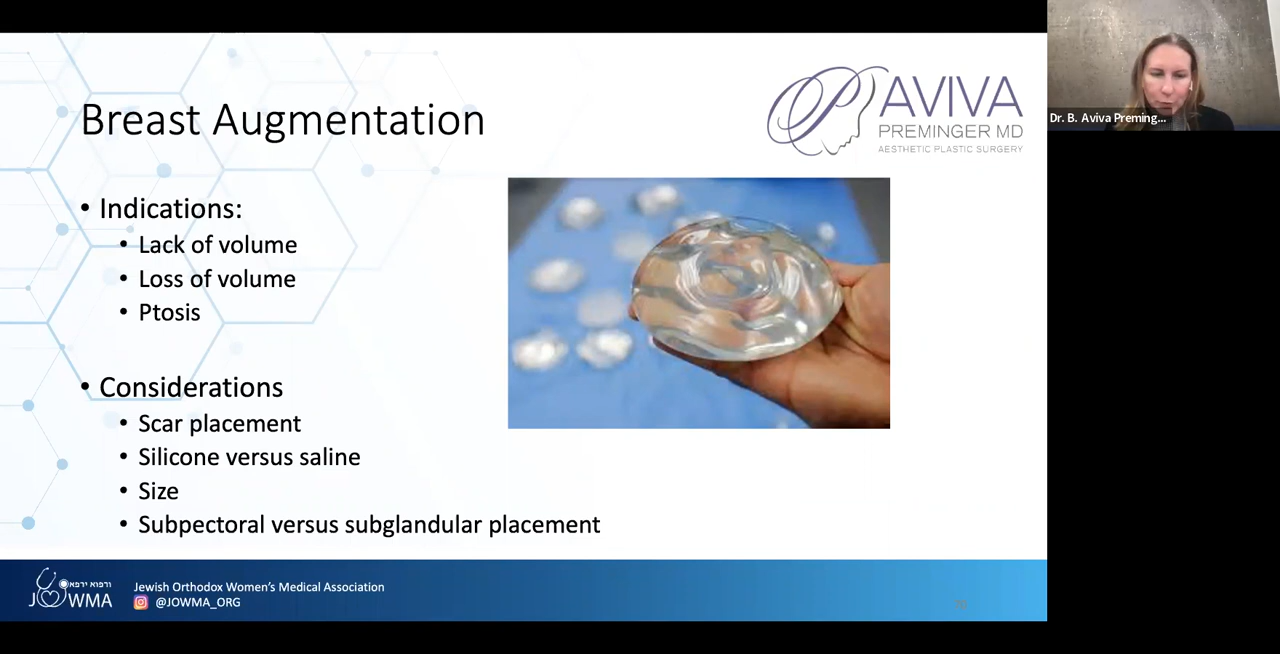 Breast Augmentation
AVIVA
PREMINGER MD
AESTHETIC PLASTIC SURGERY
• Indications:
• Lack of volume
• Loss of volume
• Ptosis
• Considerations
• Scar placement
• Silicone versus saline
• Size
• Subpectoral versus subglandular placement
ורפוא ירפא
JOWMA
Jewish Orthodox Women's Medical Association
@JOWMA_ORG
Dr. B. Aviva Preming...